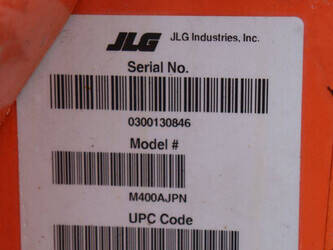 JLG JLG Industries, Inc.
Serial No.
0300130846
Model #
M400AJPN
UPC Code